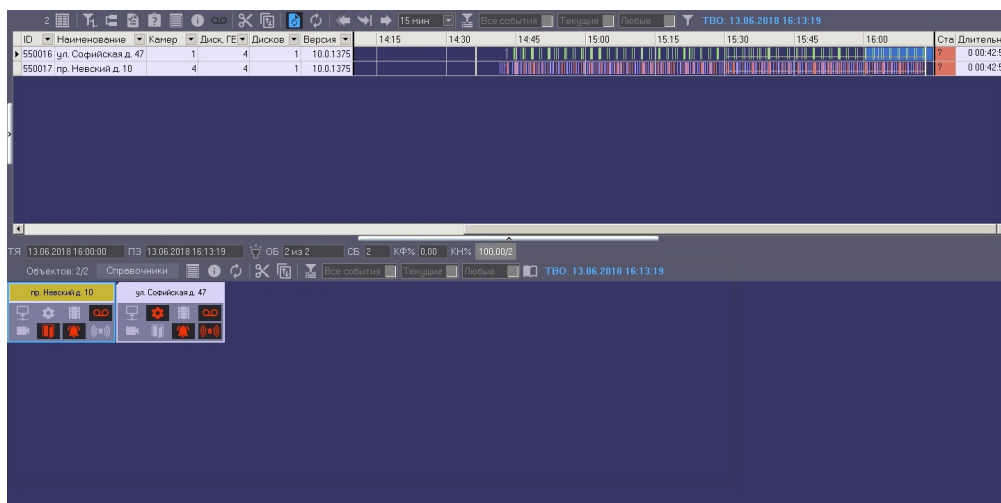 2 15 мин Все события Текущие Любые ТВО: 13.06.2018 16:13:19
ID Наименование Камер Диск, ГЕ Дисков Версия 14:15 14:30 14:45 15:00 15:15 15:30 15:45 16:00 Ста Длительн
550016 ул. Софийская д. 47 1 4 1 10.0.1375 ? 0 00:42:5
550017 пр. Невский д. 10 4 4 1 10.0.1375 ? 0 00:42:5
ТЯ 13.06.2018 16:00:00 ПЗ 13.06.2018 16:13:19 ОБ 2 из 2 СБ 2 КФ% 0,00 КН% 100,00/2
Объектов: 2/2 Справочники Все события Текущие Любые ТВО: 13.06.2018 16:13:19
пр. Невский д. 10 ул. Софийская д. 47